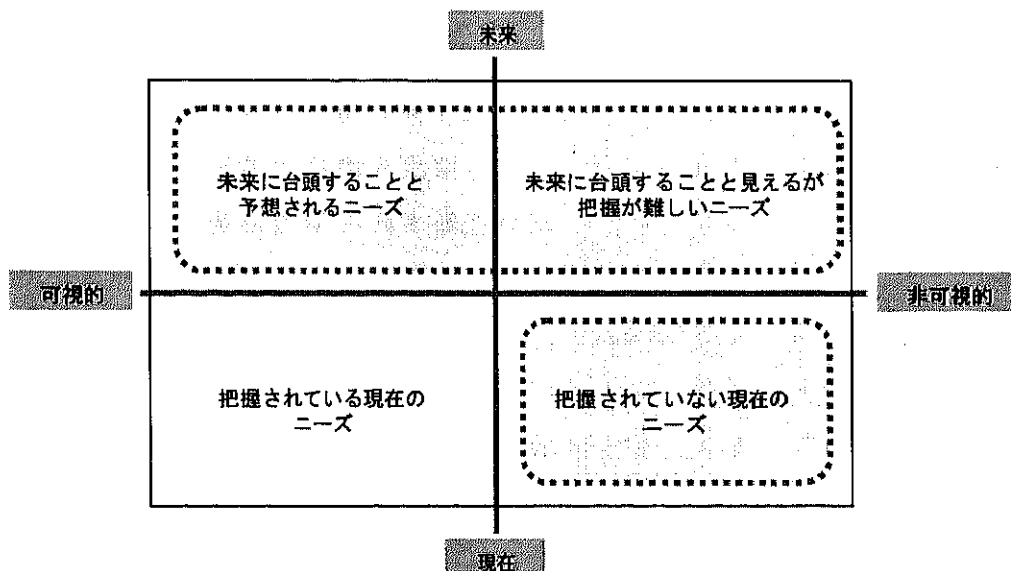 未来
未来に台頭することと
予想されるニーズ
未来に台頭することと見えるが
把握が難しいニーズ
可視的
非可視的
把握されている現在の
ニーズ
把握されていない現在の
ニーズ
現在